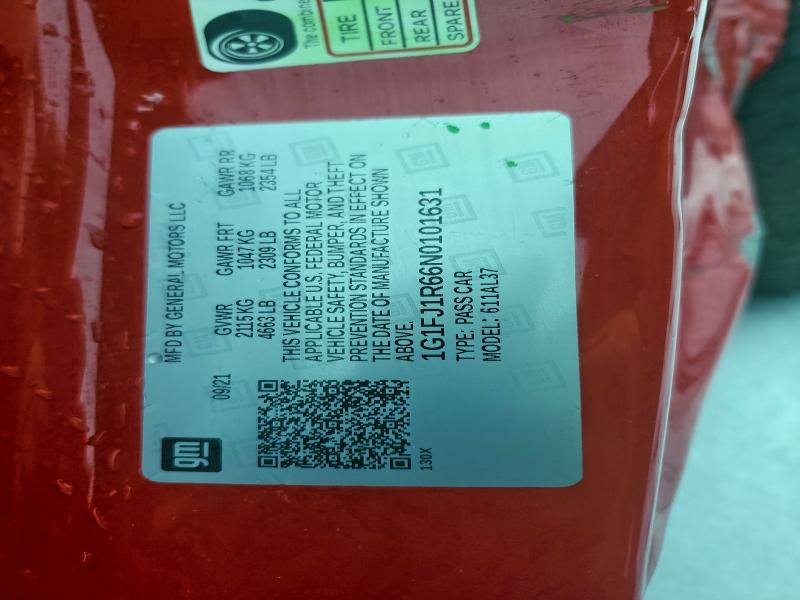 The combine
TIRE
FRONT
REAR
SPARE
gm
MFD BY GENERAL MOTORS LLC
09/21
GVWR GAWR FRT GAWR RR
2115 KG 1047 KG 1068 KG
4663 LB 2309 LB 2354 LB
THIS VEHICLE CONFORMS TO ALL
APPLICABLE U.S. FEDERAL MOTOR
VEHICLE SAFETY, BUMPER, AND THEFT
PREVENTION STANDARDS IN EFFECT ON
THE DATE OF MANUFACTURE SHOWN
ABOVE.
1G1FJ1R66N0101631
TYPE: PASS CAR
MODEL: 611AL37
130X